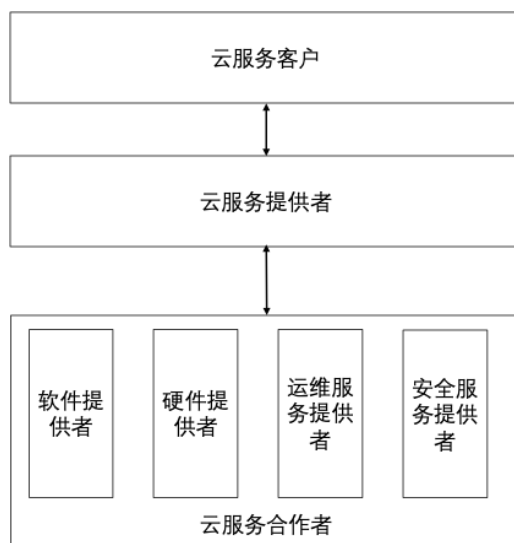 云服务客户
云服务提供者
软件提
供者
硬件提
供者
运维服
务提供
者
安全服
务提供
者
云服务合作者